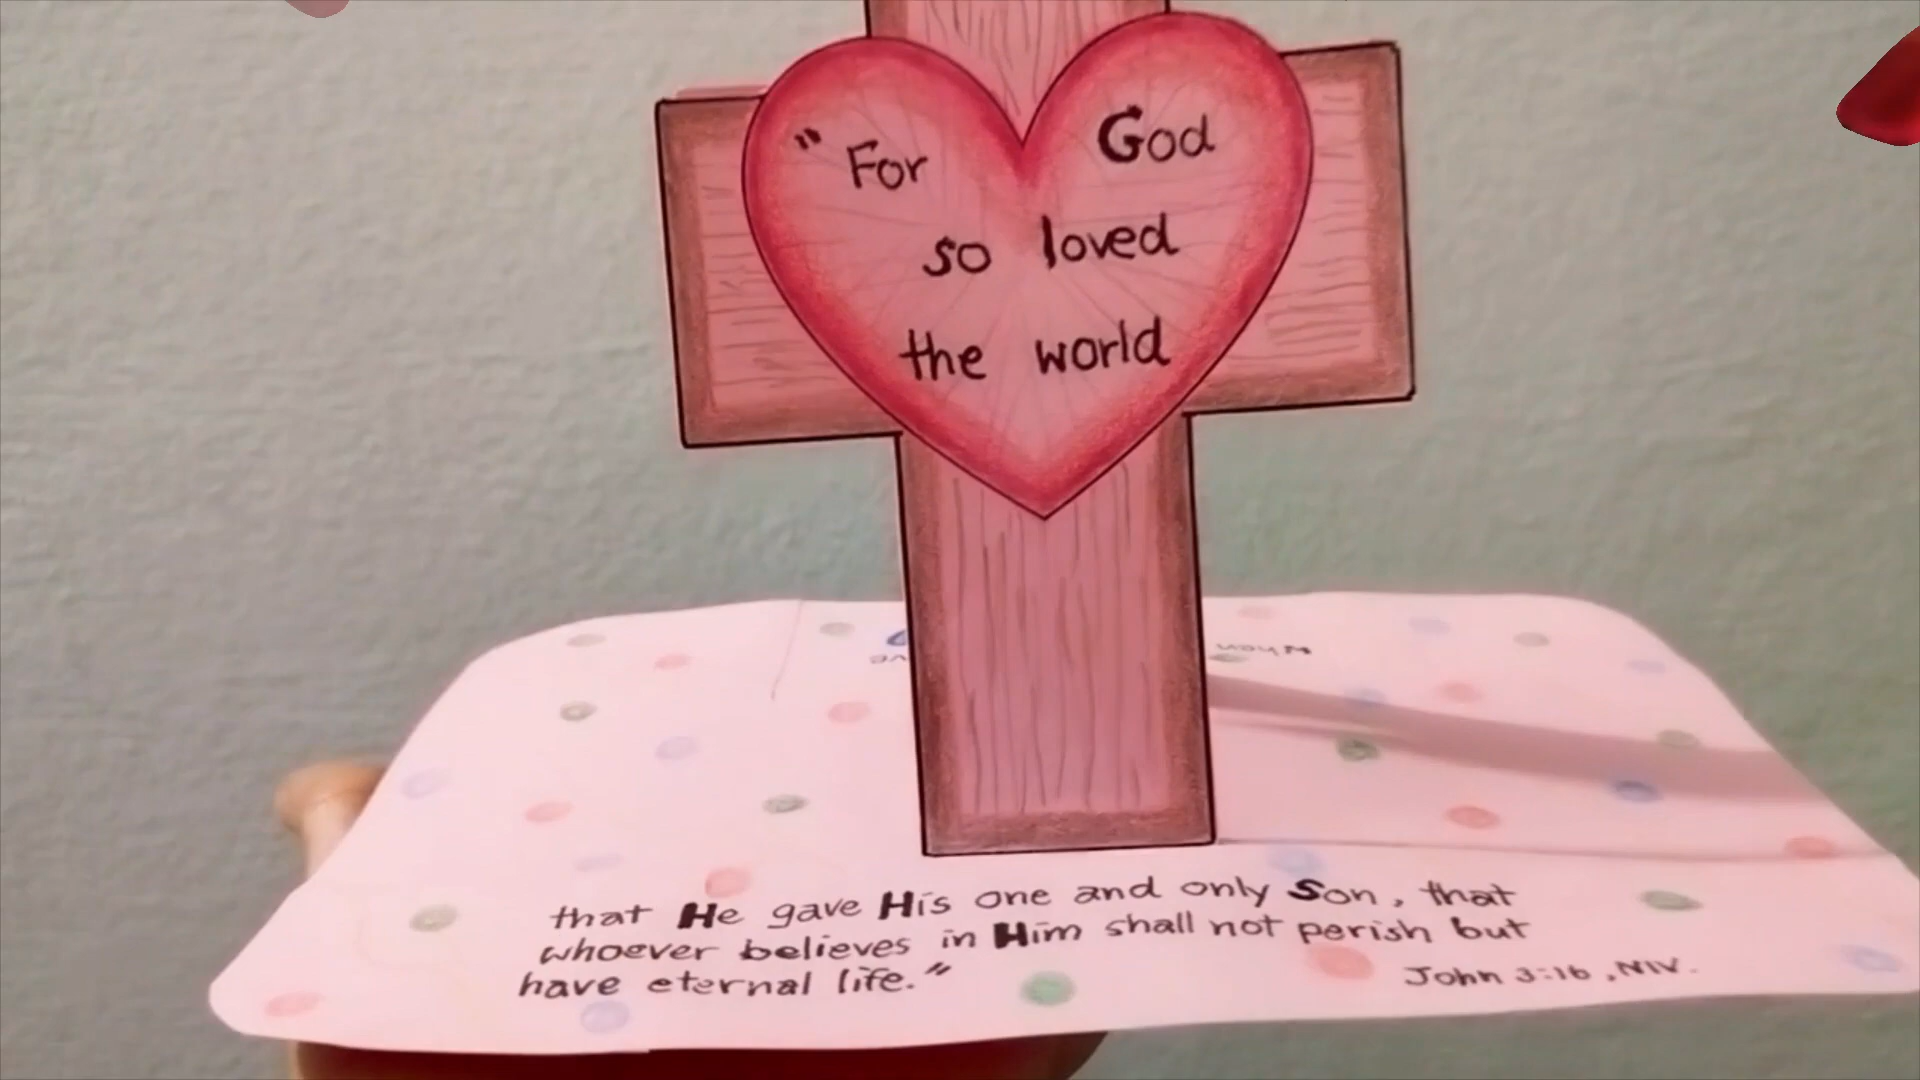 "For God
so loved
the world
that He gave His one and only Son, that
whoever believes in Him shall not perish but
have eternal life."
John 3:16, NIV.